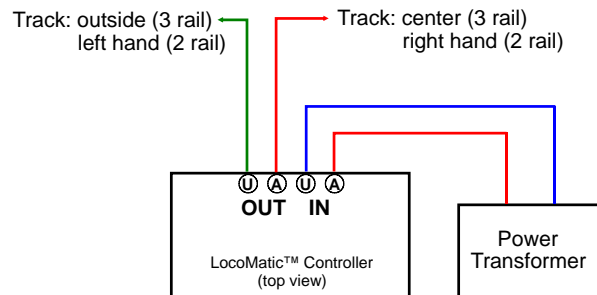 Track: outside (3 rail)
left hand (2 rail)
Track: center (3 rail)
right hand (2 rail)
U A U A
OUT IN
LocoMatic™ Controller
(top view)
Power
Transformer